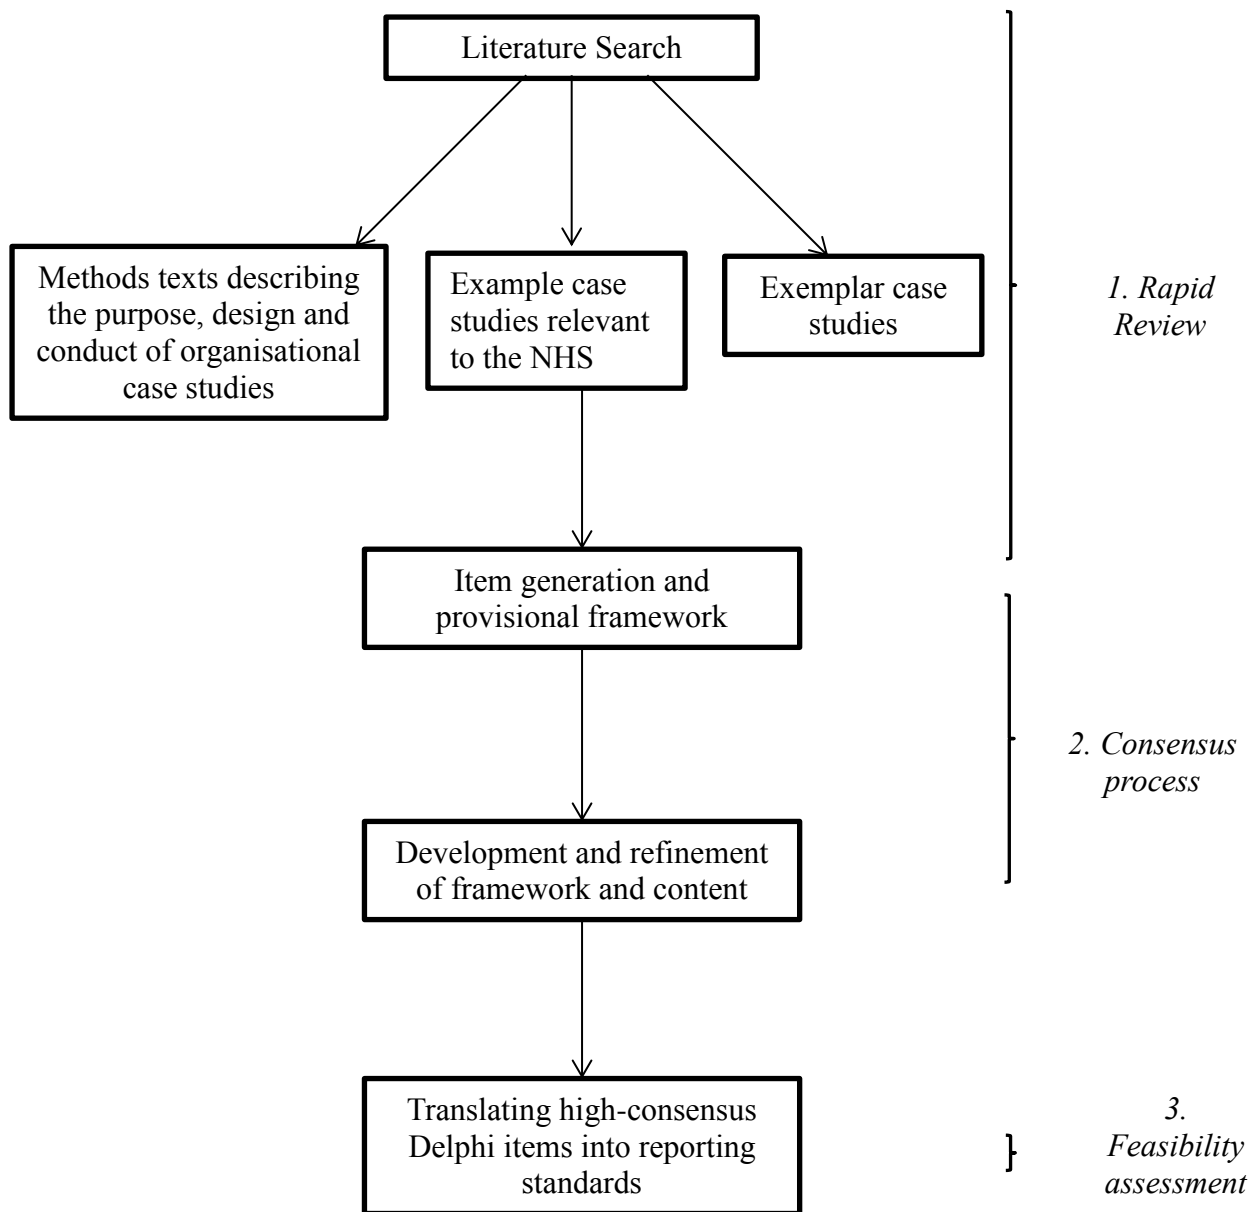 Literature Search
Methods texts describing
the purpose, design and
conduct of organisational
case studies
Example case
studies relevant
to the NHS
Exemplar case
studies
1. Rapid
Review
Item generation and
provisional framework
2. Consensus
process
Development and refinement
of framework and content
Translating high-consensus
Delphi items into reporting
standards
3.
Feasibility
assessment